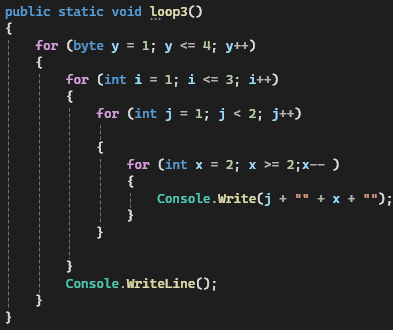 public static void loop3()
{
for (byte y = 1; y <= 4; y++)
{
for (int i = 1; i <= 3; i++)
{
for (int j = 1; j < 2; j++)
{
for (int x = 2; x >= 2;x-- )
{
Console.Write(j + "" + x + "");
}
}
}
Console.WriteLine();
}
}